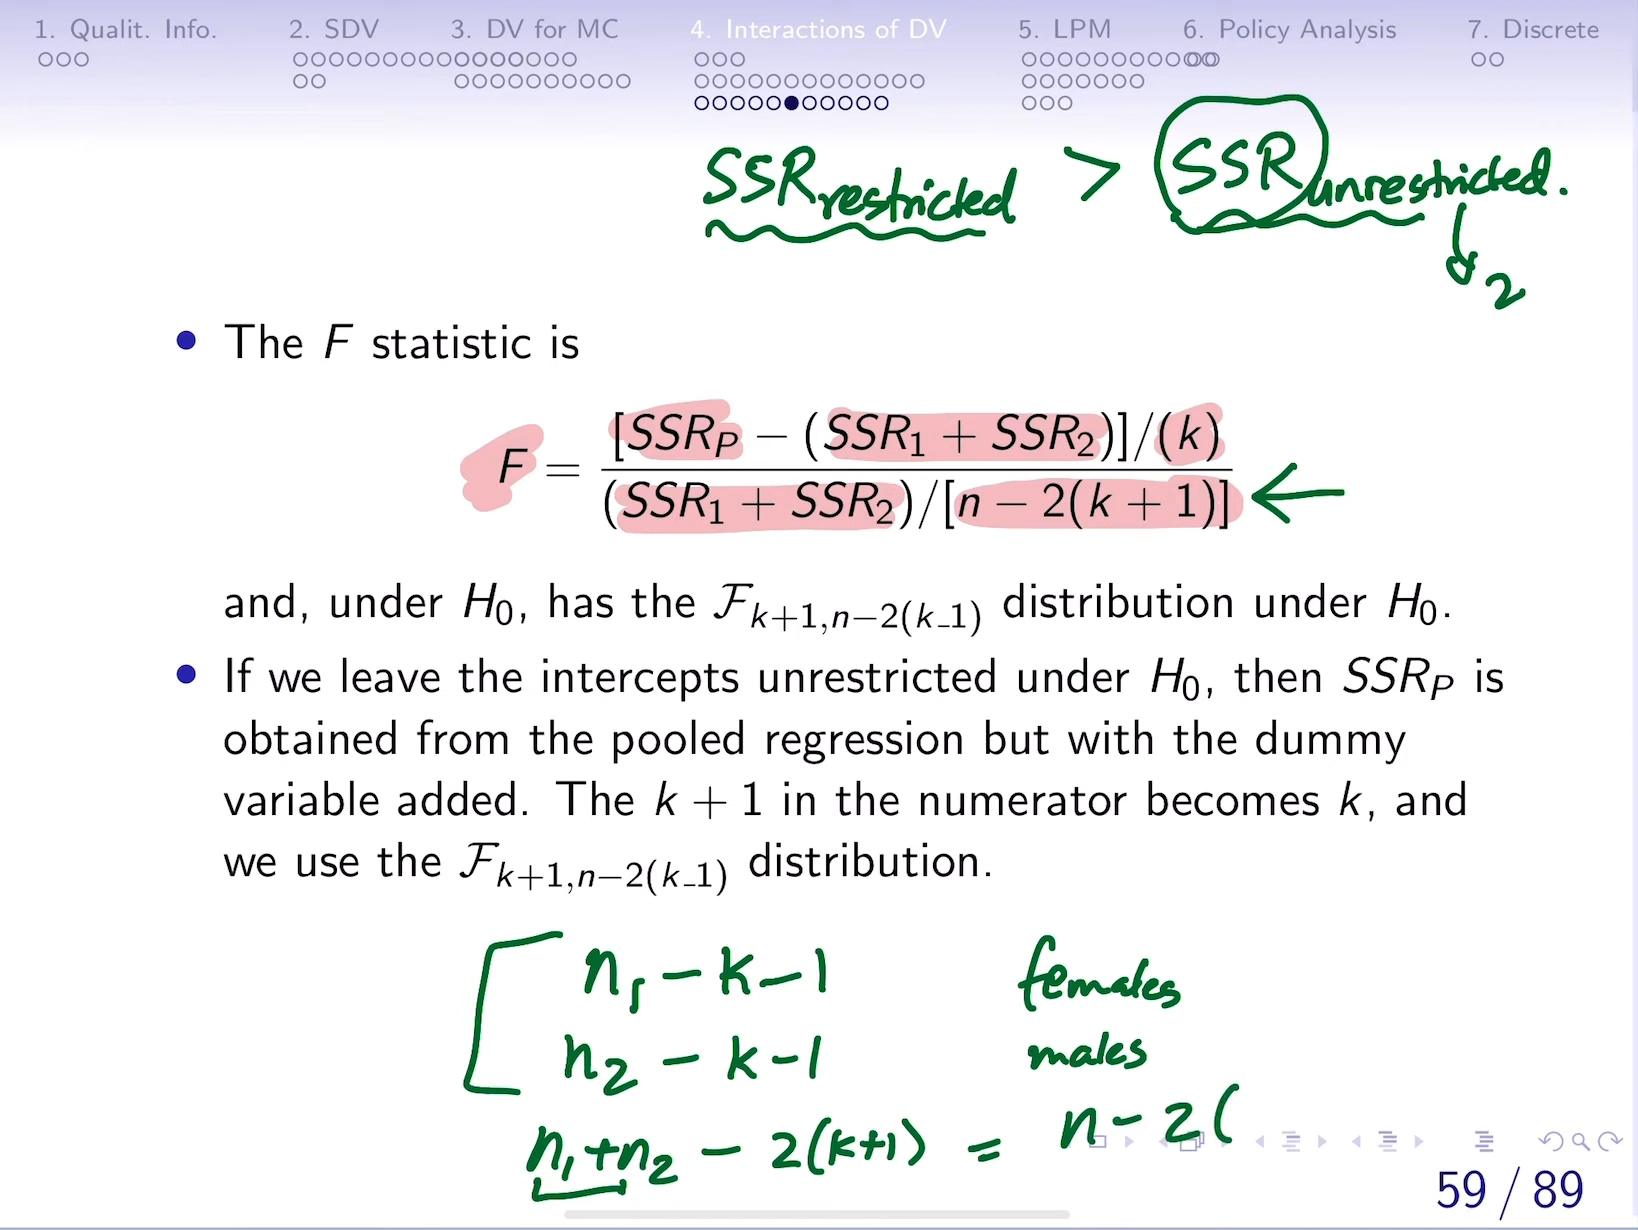 1. Qualit. Info. 2. SDV 3. DV for MC 4. Interactions of DV 5. LPM 6. Policy Analysis 7. Discrete
SSR restricted > SSR unrestricted.
2
• The F statistic is
F = [SSR_P − (SSR_1 + SSR_2)]/(k)
(SSR_1 + SSR_2)/[n − 2(k + 1)]
and, under H_0, has the F_{k+1,n−2(k_1)} distribution under H_0.
• If we leave the intercepts unrestricted under H_0, then SSR_P is
obtained from the pooled regression but with the dummy
variable added. The k + 1 in the numerator becomes k, and
we use the F_{k+1,n−2(k_1)} distribution.
n_1 − k − 1 females
n_2 − k − 1 males
n_1 + n_2 − 2(k+1) = n − 2(
59 / 89